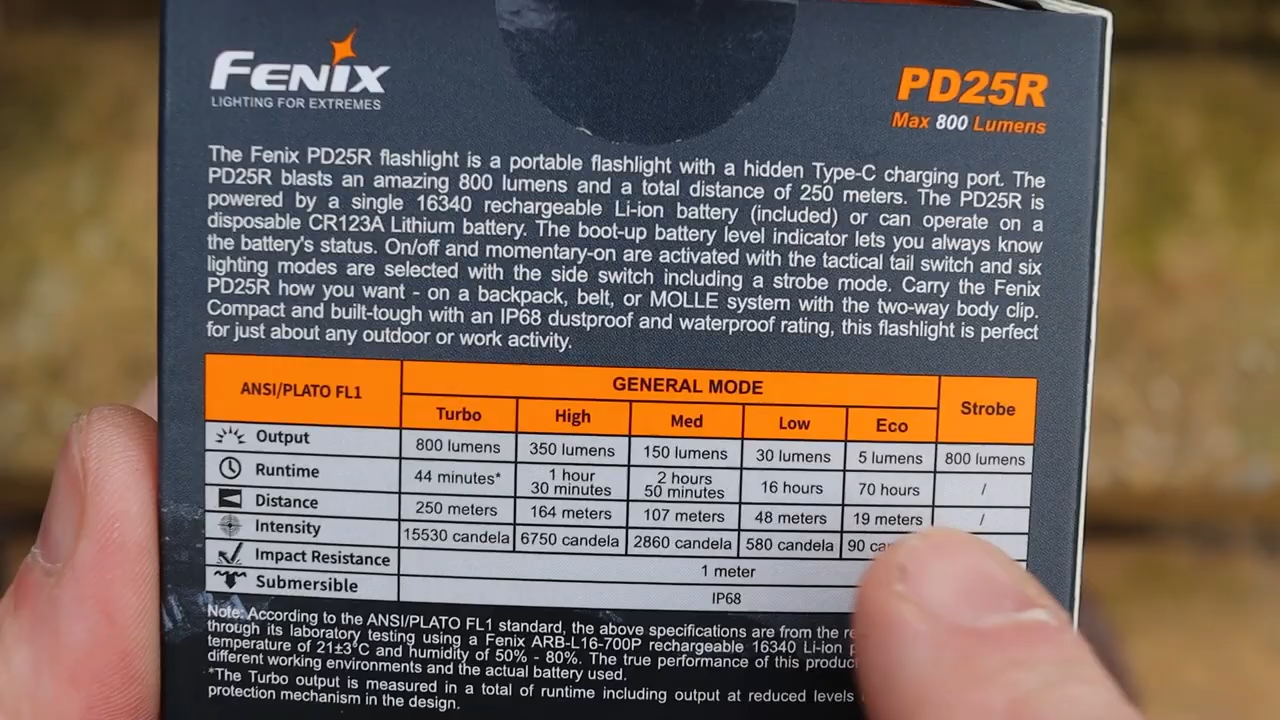 FENIX
LIGHTING FOR EXTREMES
PD25R
Max 800 Lumens
The Fenix PD25R flashlight is a portable flashlight with a hidden Type-C charging port. The
PD25R blasts an amazing 800 lumens and a total distance of 250 meters. The PD25R is
powered by a single 16340 rechargeable Li-ion battery (included) or can operate on a
disposable CR123A Lithium battery. The boot-up battery level indicator lets you always know
the battery's status. On/off and momentary-on are activated with the tactical tail switch and six
lighting modes are selected with the side switch including a strobe mode. Carry the Fenix
PD25R how you want - on a backpack, belt, or MOLLE system with the two-way body clip.
Compact and built-tough with an IP68 dustproof and waterproof rating, this flashlight is perfect
for just about any outdoor or work activity.
ANSI/PLATO FL1 GENERAL MODE Strobe
Turbo High Med Low Eco
Output 800 lumens 350 lumens 150 lumens 30 lumens 5 lumens 800 lumens
Runtime 44 minutes* 1 hour 30 minutes 2 hours 50 minutes 16 hours 70 hours /
Distance 250 meters 164 meters 107 meters 48 meters 19 meters /
Intensity 15530 candela 6750 candela 2860 candela 580 candela 90
Impact Resistance 1 meter
Submersible IP68
Note: According to the ANSI/PLATO FL1 standard, the above specifications are from the
through its laboratory testing using a Fenix ARB-L16-700P rechargeable 16340 Li-ion
temperature of 21±3°C and humidity of 50% - 80%. The true performance of this
different working environments and the actual battery used.
*The Turbo output is measured in a total of runtime including output at reduced levels
protection mechanism in the design.